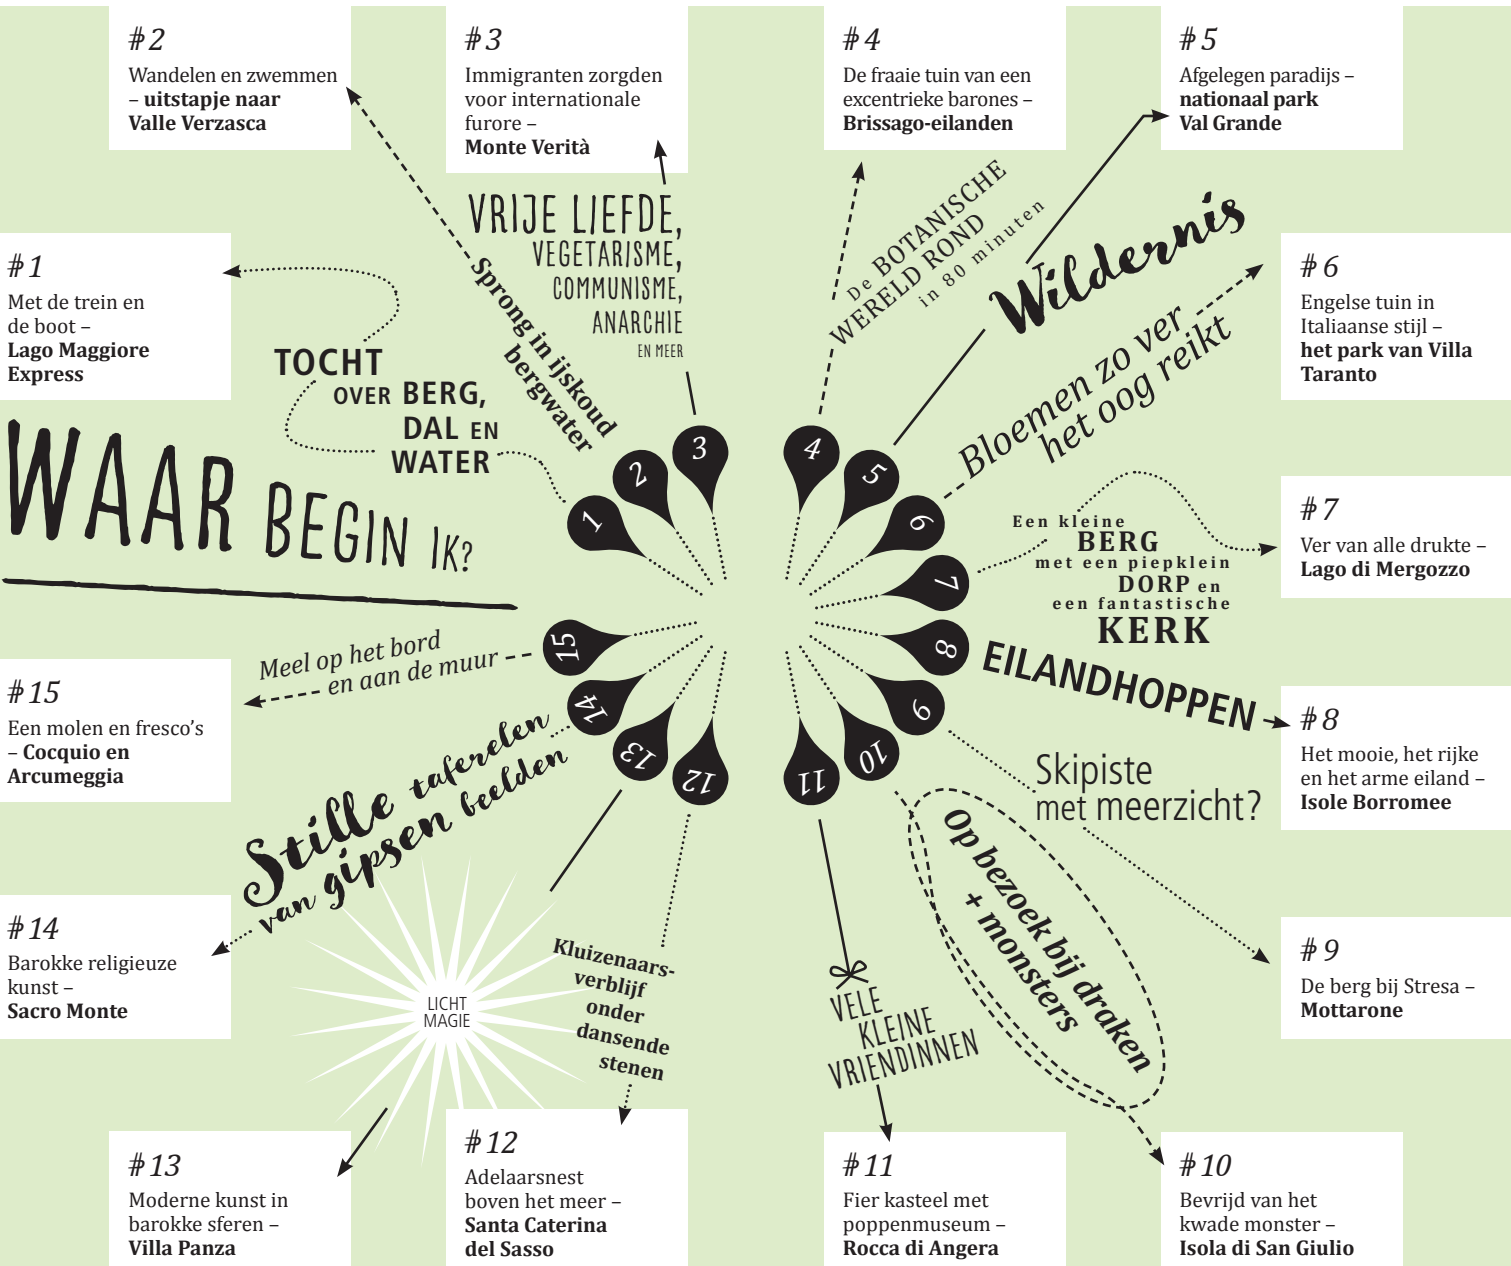 WAAR BEGIN IK?
#1
Met de trein en
de boot –
Lago Maggiore
Express
TOCHT
OVER BERG,
DAL EN
WATER
1
#2
Wandelen en zwemmen
– uitstapje naar
Valle Verzasca
Sprong in ijskoud
bergwater
2
#3
Immigranten zorgden
voor internationale
furore –
Monte Verità
VRIJE LIEFDE,
VEGETARISME,
COMMUNISME,
ANARCHIE
EN MEER
3
#4
De fraaie tuin van een
excentrieke barones –
Brissago-eilanden
De BOTANISCHE
WERELD ROND
in 80 minuten
4
#5
Afgelegen paradijs –
nationaal park
Val Grande
Wildernis
5
#6
Engelse tuin in
Italiaanse stijl –
het park van Villa
Taranto
Bloemen zo ver
het oog reikt
6
#7
Ver van alle drukte –
Lago di Mergozzo
Een kleine
BERG
met een piepklein
DORP en
een fantastische
KERK
7
#8
Het mooie, het rijke
en het arme eiland –
Isole Borromee
EILANDHOPPEN
8
#9
De berg bij Stresa –
Mottarone
Skipiste
met meerzicht?
9
#10
Bevrijd van het
kwade monster –
Isola di San Giulio
Op bezoek bij draken
+ monsters
10
#11
Fier kasteel met
poppenmuseum –
Rocca di Angera
VELE
KLEINE
VRIENDINNEN
11
#12
Adelaarsnest
boven het meer –
Santa Caterina
del Sasso
Kluizenaars-
verblijf
onder
dansende
stenen
12
#13
Moderne kunst in
barokke sferen –
Villa Panza
LICHT
MAGIE
13
#14
Barokke religieuze
kunst –
Sacro Monte
Stille taferelen
van gipsen beelden
14
#15
Een molen en fresco’s
– Cocquio en
Arcumeggia
Meel op het bord
en aan de muur
15